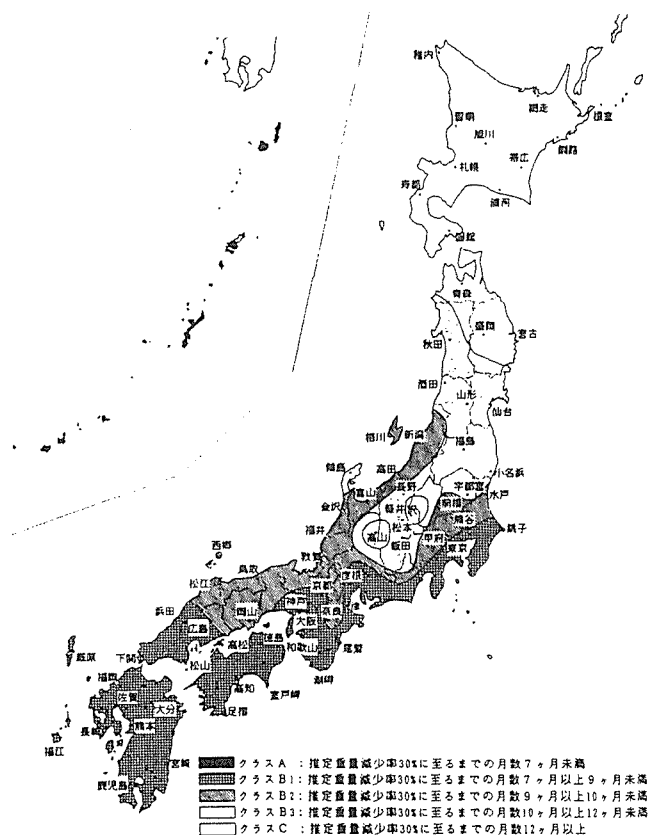 稚内
網走
根室
留萌
旭川
釧路
帯広
札幌
寿都
浦河
函館
青森
盛岡
宮古
秋田
酒田
山形
仙台
相川
新潟
福島
小名浜
輪島
高田
長野
宇都宮
水戸
富山
前橋
金沢
軽井沢
熊谷
銚子
松本
福井
高山
甲府
東京
飯田
西郷
敦賀
鳥取
彦根
松江
京都
神戸
浜田
岡山
奈良
津
広島
大阪
厳原
下関
高松
徳島
和歌山
尾鷲
松山
福岡
高知
潮岬
佐賀
室戸岬
大分
足摺
長崎
熊本
福江
宮崎
鹿児島
クラスA :推定重量減少率30%に至るまでの月数7ヶ月未満
クラスB1:推定重量減少率30%に至るまでの月数7ヶ月以上9ヶ月未満
クラスB2:推定重量減少率30%に至るまでの月数9ヶ月以上10ヶ月未満
クラスB3:推定重量減少率30%に至るまでの月数10ヶ月以上12ヶ月未満
クラスC :推定重量減少率30%に至るまでの月数12ヶ月以上